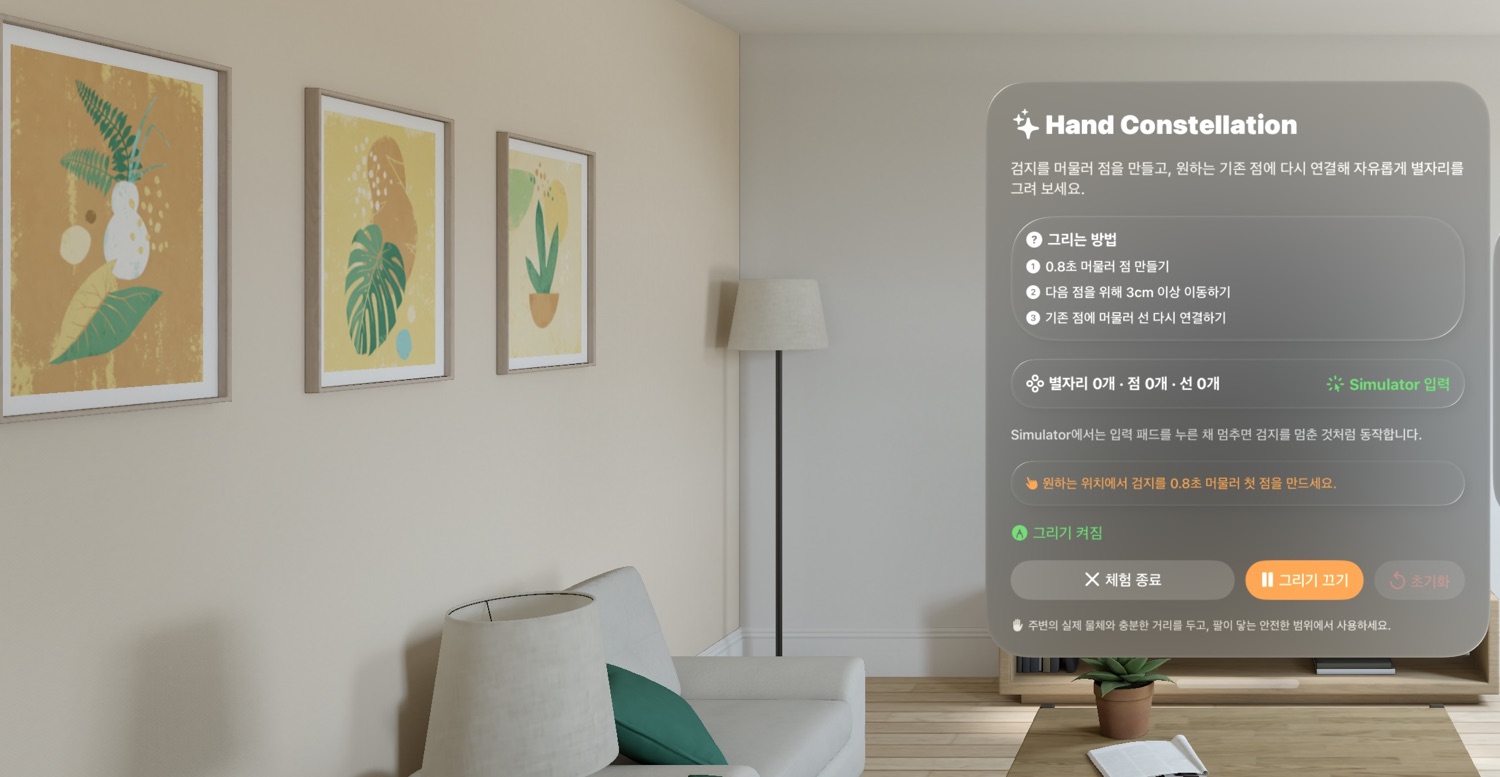 Hand Constellation
검지를 머물러 점을 만들고, 원하는 기존 점에 다시 연결해 자유롭게 별자리를
그려 보세요.
? 그리는 방법
1 0.8초 머물러 점 만들기
2 다음 점을 위해 3cm 이상 이동하기
3 기존 점에 머물러 선 다시 연결하기
별자리 0개 · 점 0개 · 선 0개 Simulator 입력
Simulator에서는 입력 패드를 누른 채 멈추면 검지를 멈춘 것처럼 동작합니다.
원하는 위치에서 검지를 0.8초 머물러 첫 점을 만드세요.
그리기 켜짐
체험 종료 그리기 끄기 초기화
주변의 실제 물체와 충분한 거리를 두고, 팔이 닿는 안전한 범위에서 사용하세요.